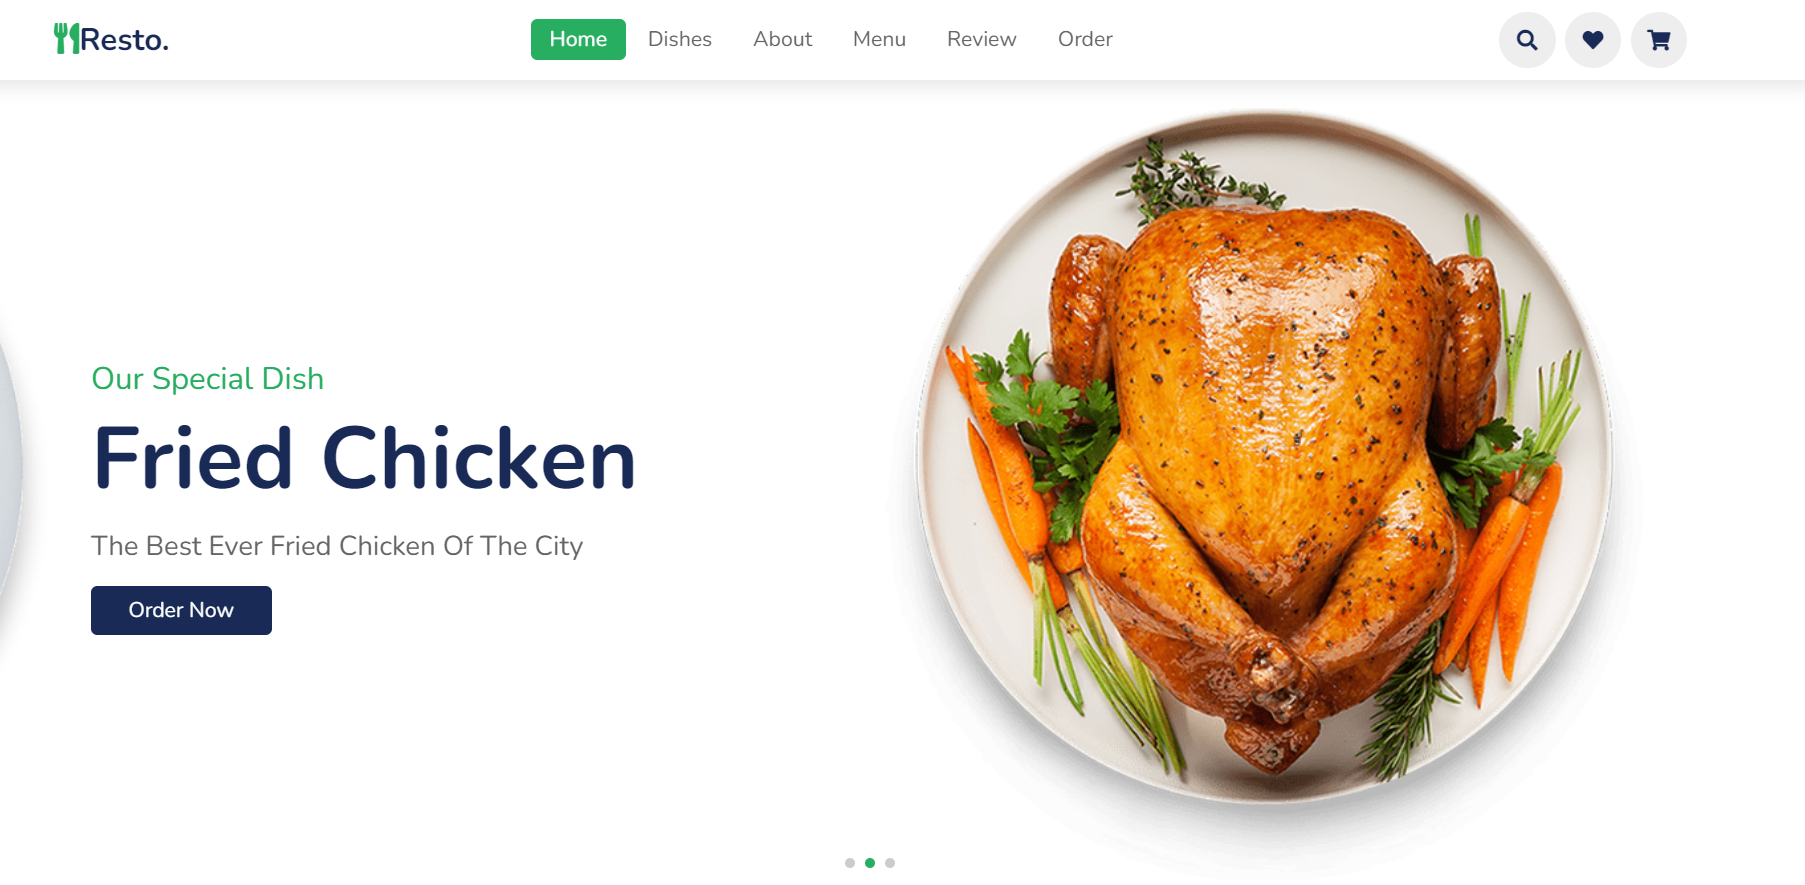 Resto.
Home Dishes About Menu Review Order
Our Special Dish
Fried Chicken
The Best Ever Fried Chicken Of The City
Order Now